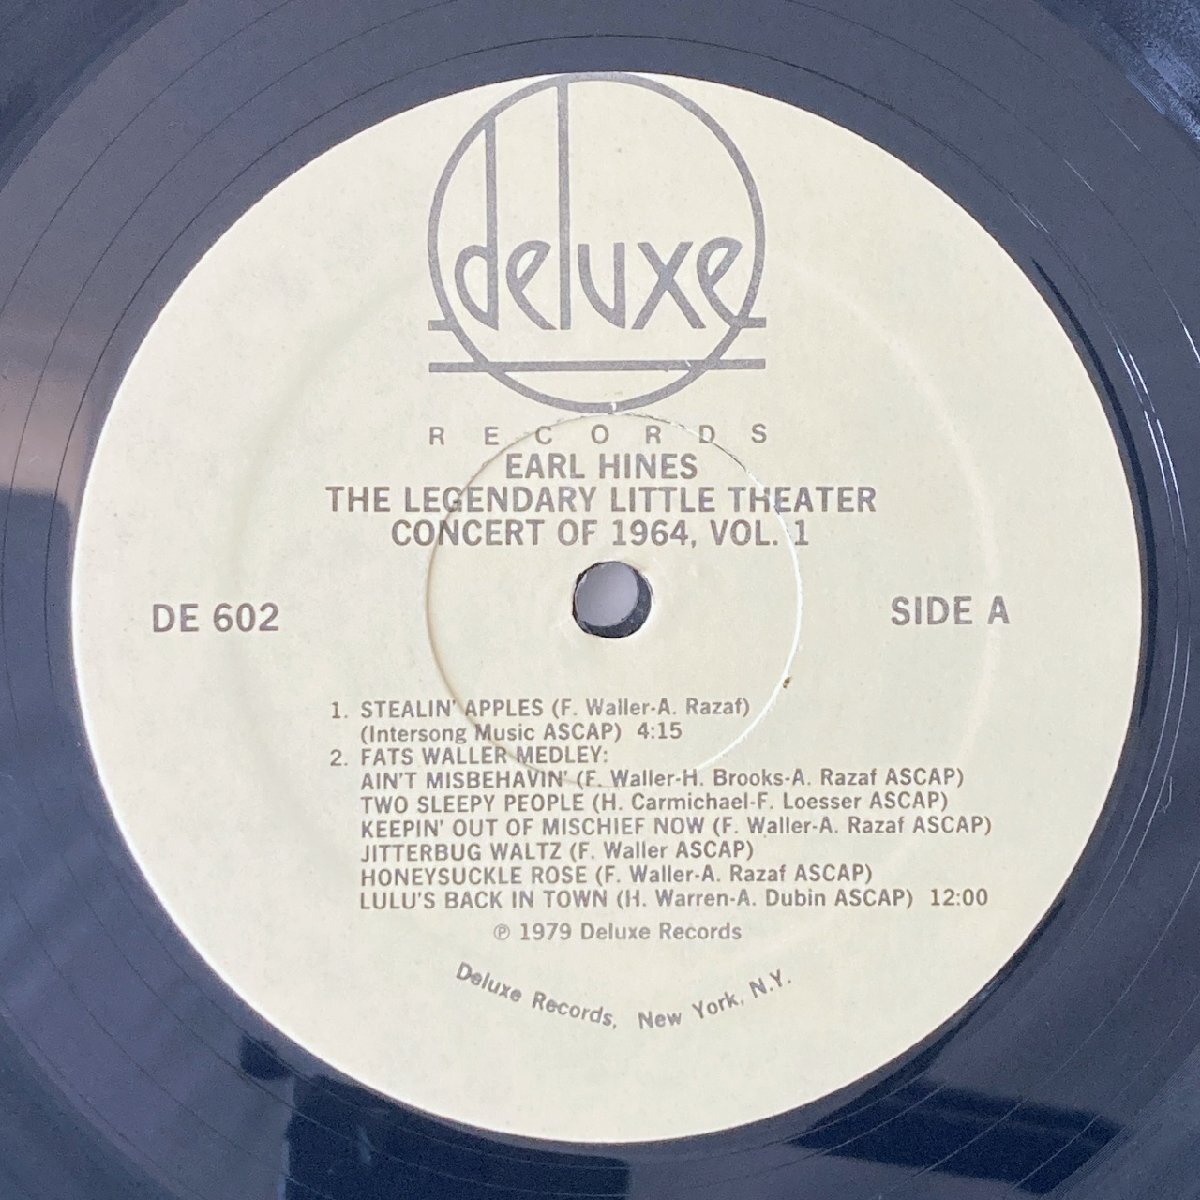 deluxe
RECORDS
EARL HINES
THE LEGENDARY LITTLE THEATER
CONCERT OF 1964, VOL. 1
DE 602
SIDE A
1. STEALIN' APPLES (F. Waller-A. Razaf)
(Intersong Music ASCAP) 4:15
2. FATS WALLER MEDLEY:
AIN'T MISBEHAVIN' (F. Waller-H. Brooks-A. Razaf ASCAP)
TWO SLEEPY PEOPLE (H. Carmichael-F. Loesser ASCAP)
KEEPIN' OUT OF MISCHIEF NOW (F. Waller-A. Razaf ASCAP)
JITTERBUG WALTZ (F. Waller ASCAP)
HONEYSUCKLE ROSE (F. Waller-A. Razaf ASCAP)
LULU'S BACK IN TOWN (H. Warren-A. Dubin ASCAP) 12:00
℗ 1979 Deluxe Records
Deluxe Records, New York, N.Y.